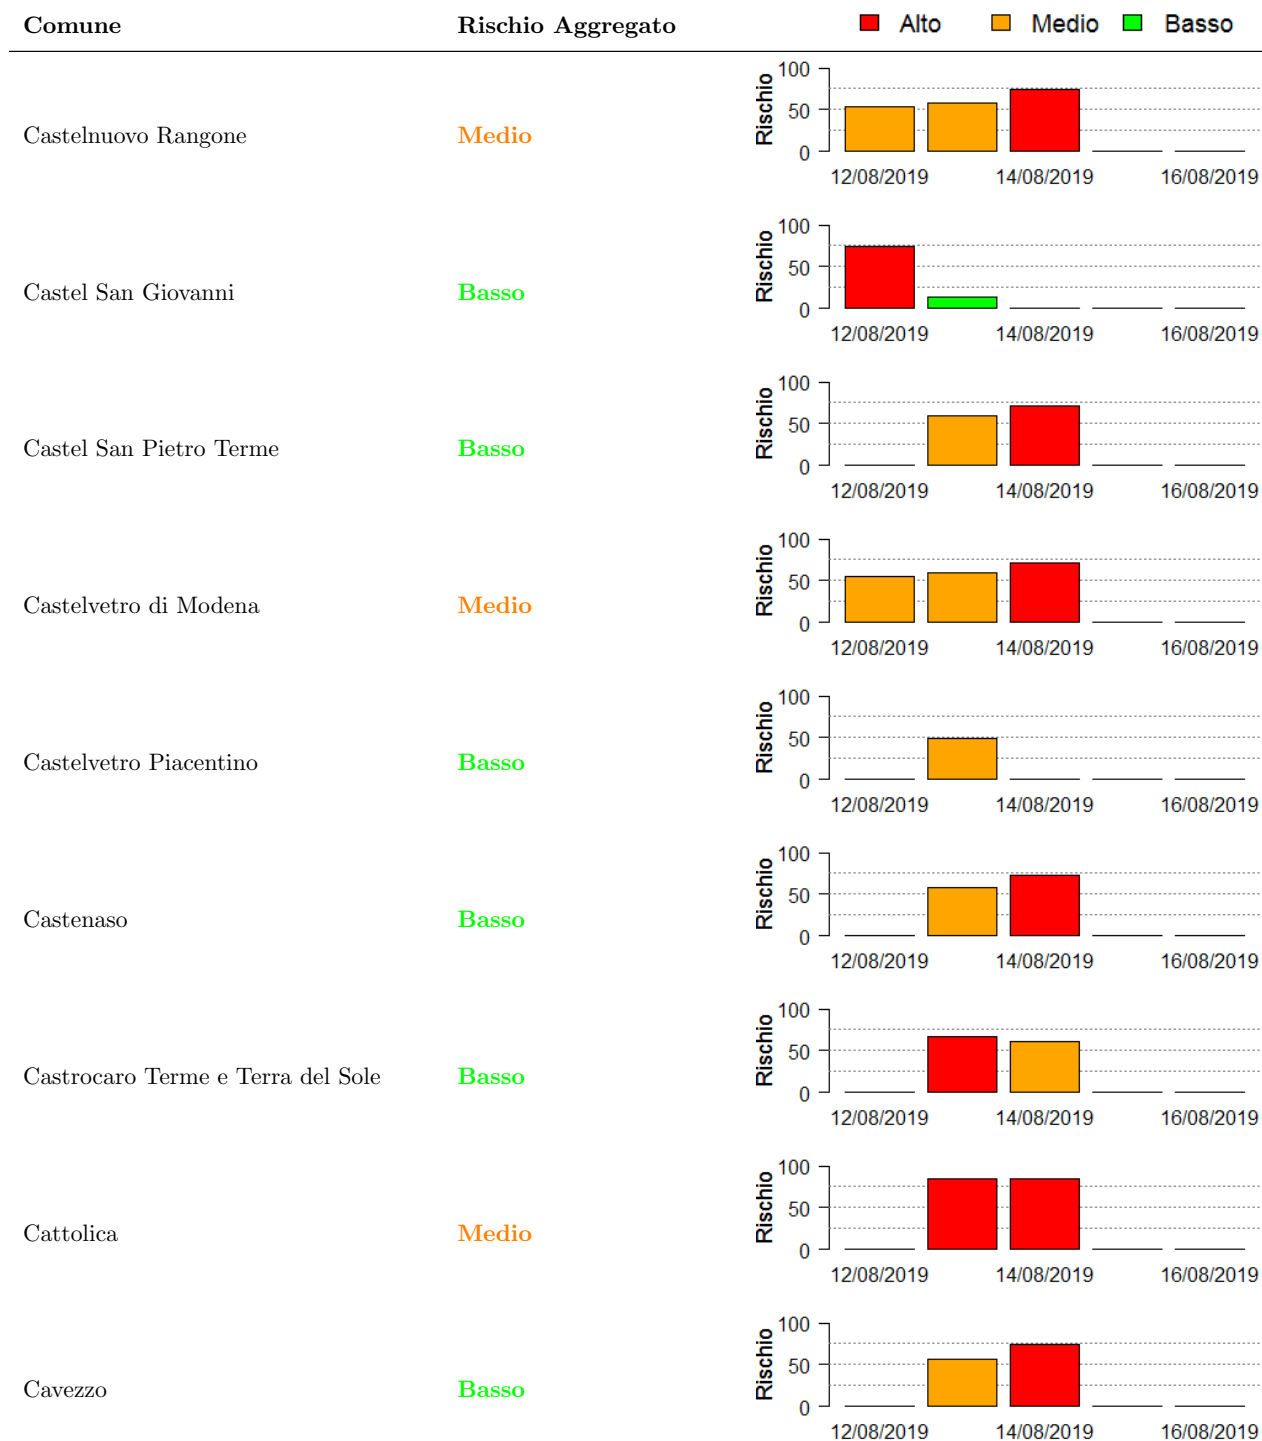 Comune Rischio Aggregato Alto Medio Basso
Castelnuovo Rangone Medio Rischio 100 50 0
12/08/2019 14/08/2019 16/08/2019
Castel San Giovanni Basso Rischio 100 50 0
12/08/2019 14/08/2019 16/08/2019
Castel San Pietro Terme Basso Rischio 100 50 0
12/08/2019 14/08/2019 16/08/2019
Castelvetro di Modena Medio Rischio 100 50 0
12/08/2019 14/08/2019 16/08/2019
Castelvetro Piacentino Basso Rischio 100 50 0
12/08/2019 14/08/2019 16/08/2019
Castenaso Basso Rischio 100 50 0
12/08/2019 14/08/2019 16/08/2019
Castrocaro Terme e Terra del Sole Basso Rischio 100 50 0
12/08/2019 14/08/2019 16/08/2019
Cattolica Medio Rischio 100 50 0
12/08/2019 14/08/2019 16/08/2019
Cavezzo Basso Rischio 100 50 0
12/08/2019 14/08/2019 16/08/2019